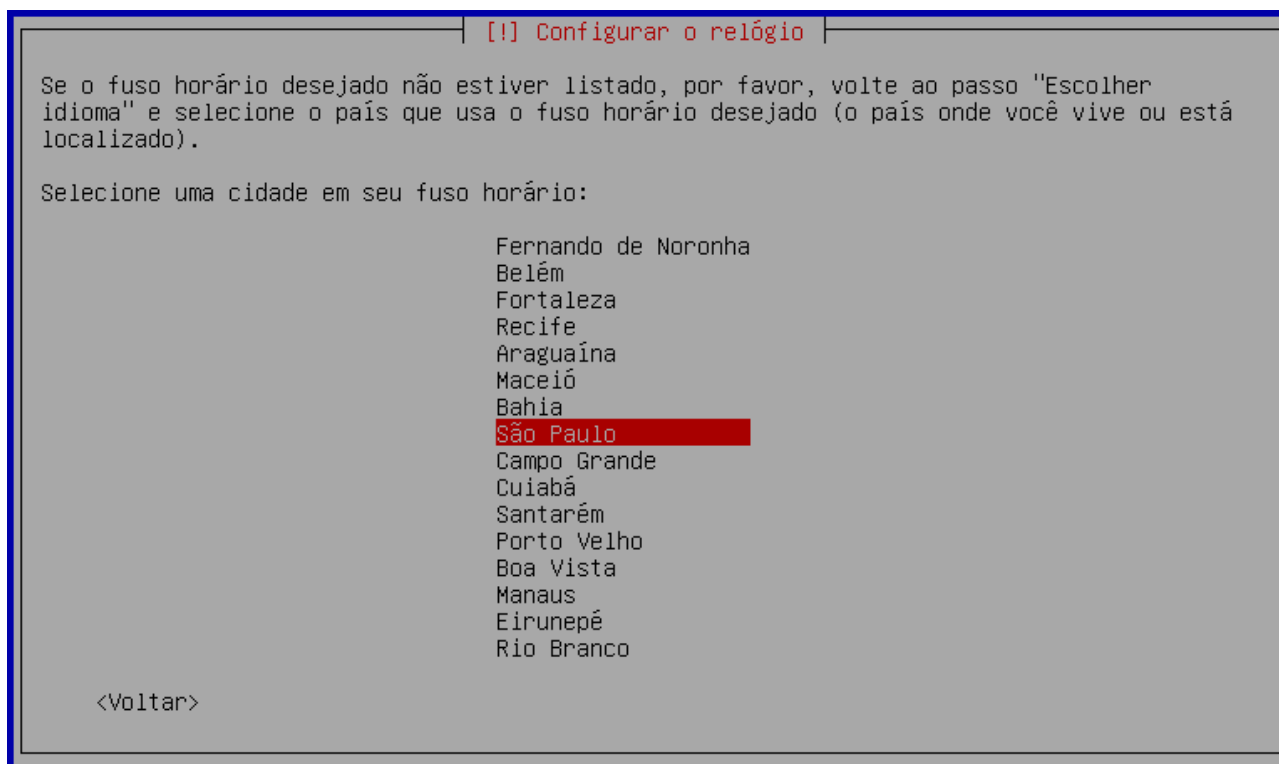 [!] Configurar o relógio
Se o fuso horário desejado não estiver listado, por favor, volte ao passo "Escolher
idioma" e selecione o país que usa o fuso horário desejado (o país onde você vive ou está
localizado).
Selecione uma cidade em seu fuso horário:
Fernando de Noronha
Belém
Fortaleza
Recife
Araguaína
Maceió
Bahia
São Paulo
Campo Grande
Cuiabá
Santarém
Porto Velho
Boa Vista
Manaus
Eirunepé
Rio Branco
<Voltar>